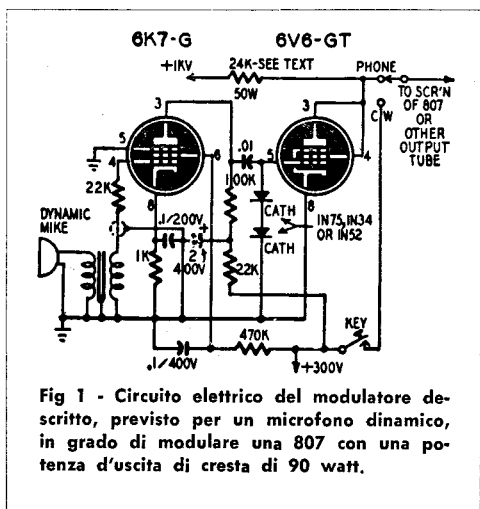 6K7-G 6V6-GT
+1KV 24K-SEE TEXT PHONE
50W
TO SCR'N
OF 807
OR
OTHER
OUTPUT
TUBE
CW
3
5
4
6
8
3
5
4
8
22K
.01
100K
DYNAMIC
MIKE
.1/200V
1K
+
2
400V
22K
CATH
CATH
IN75, IN34
OR IN52
470K
KEY
.1/400V
+300V
Fig 1 - Circuito elettrico del modulatore de-
scritto, previsto per un microfono dinamico,
in grado di modulare una 807 con una po-
tenza d'uscita di cresta di 90 watt.